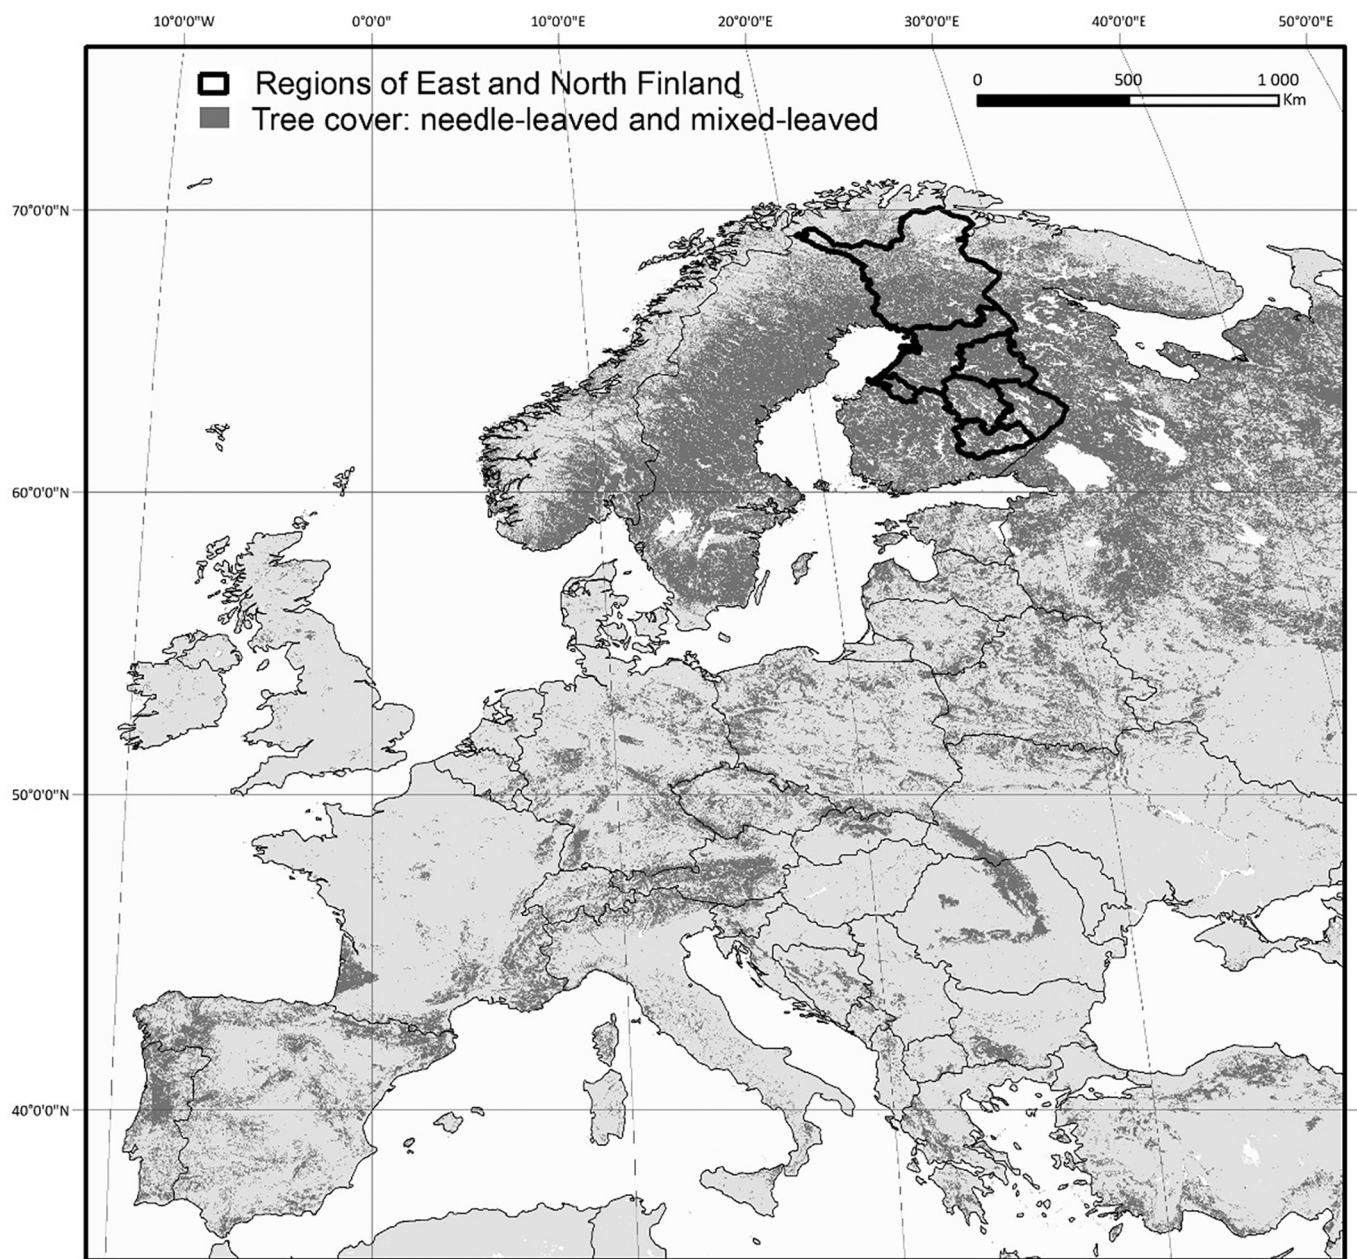 10°0'0"W 0°0'0" 10°0'0"E 20°0'0"E 30°0'0"E 40°0'0"E 50°0'0"E
Regions of East and North Finland
0 500 1 000
Km
Tree cover: needle-leaved and mixed-leaved
70°0'0"N
60°0'0"N
50°0'0"N
40°0'0"N